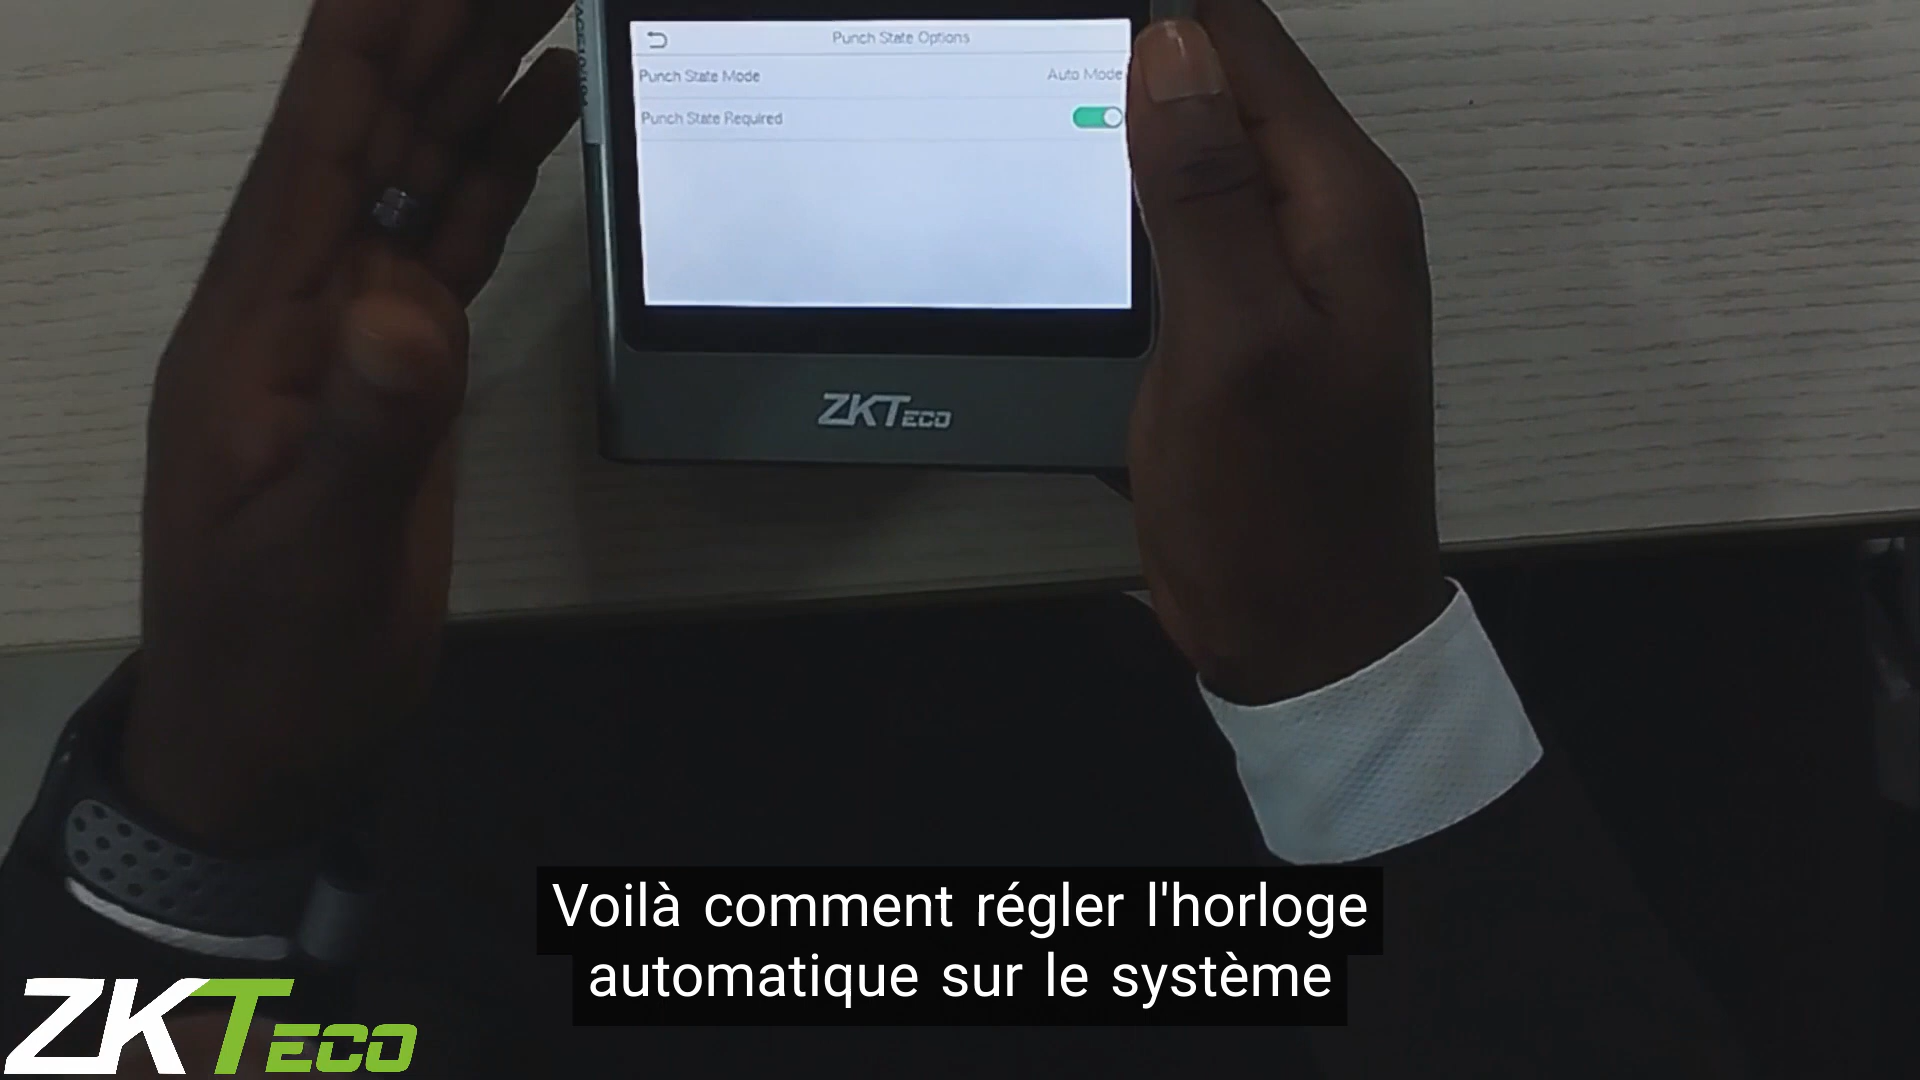 Punch State Options
Punch State Mode Auto Mode
Punch State Required
ZKTECO
Voilà comment régler l'horloge
automatique sur le système
ZKTECO